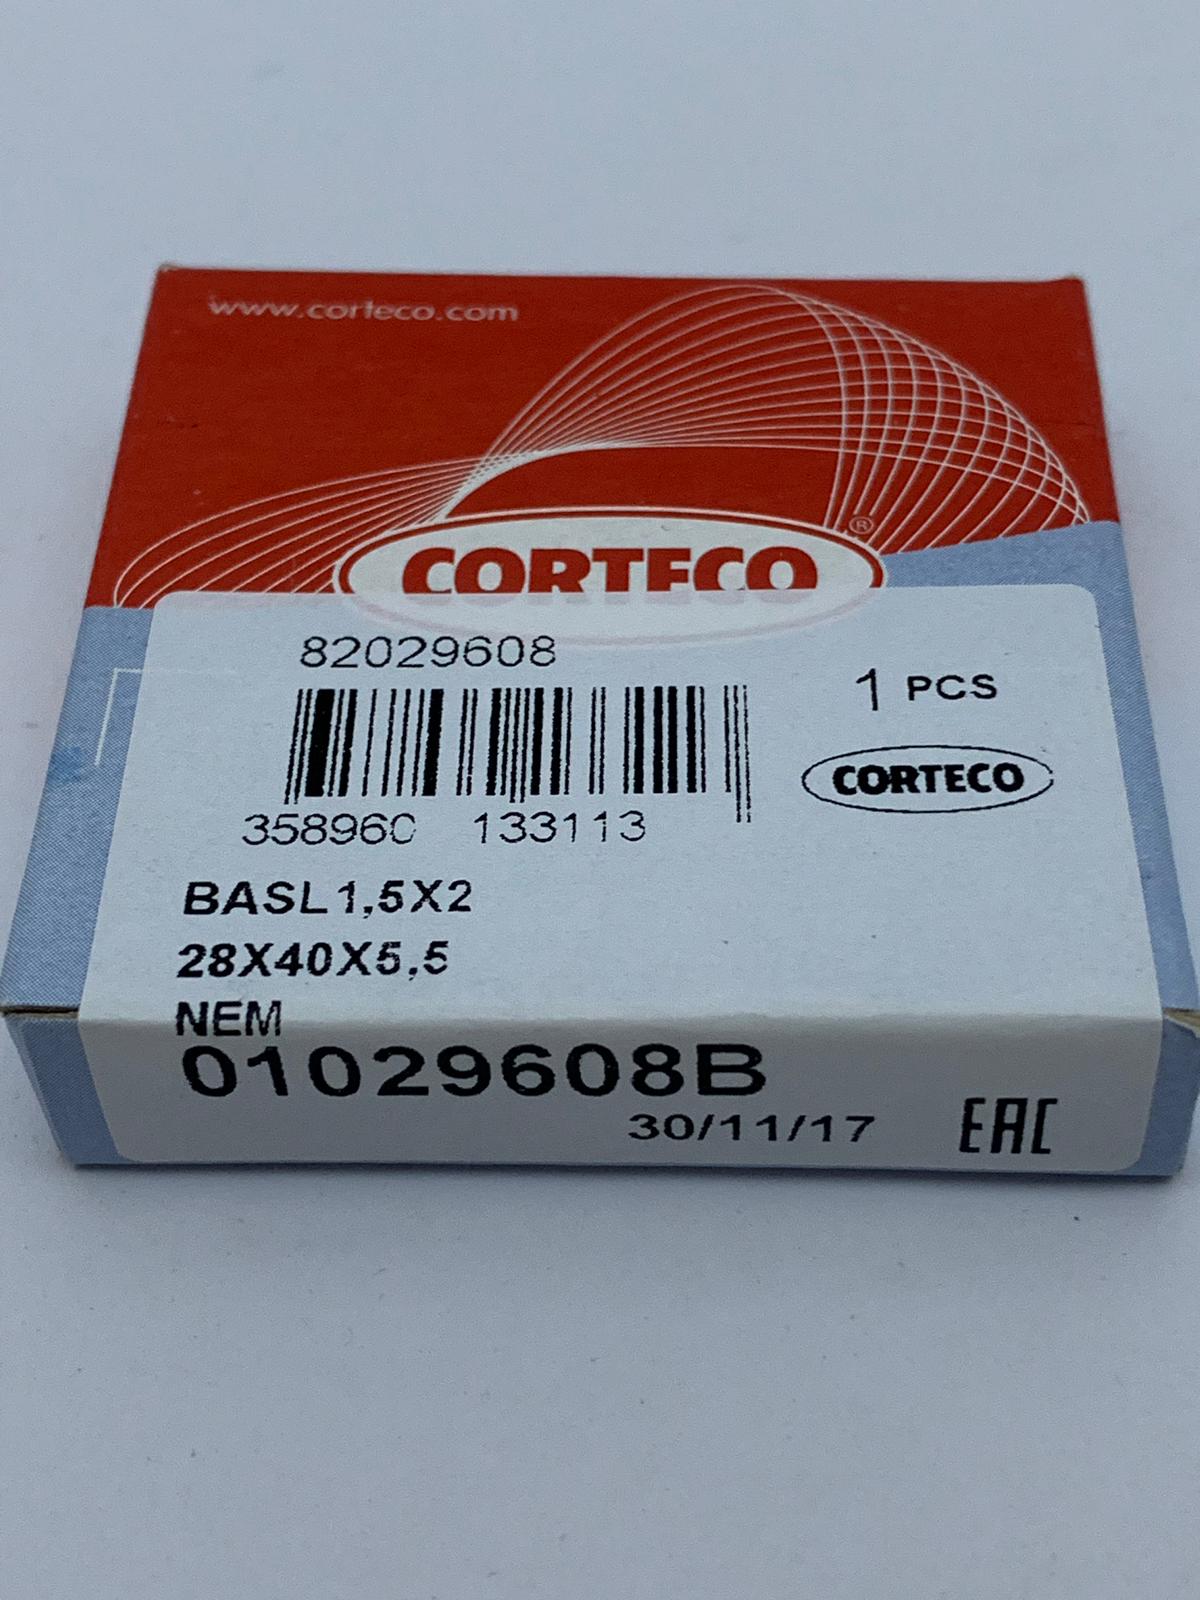 www.corteco.com
CORTECO ®
82029608
1 PCS
CORTECO
358960 133113
BASL1,5X2
28X40X5,5
NEM
01029608B
30/11/17
EAC